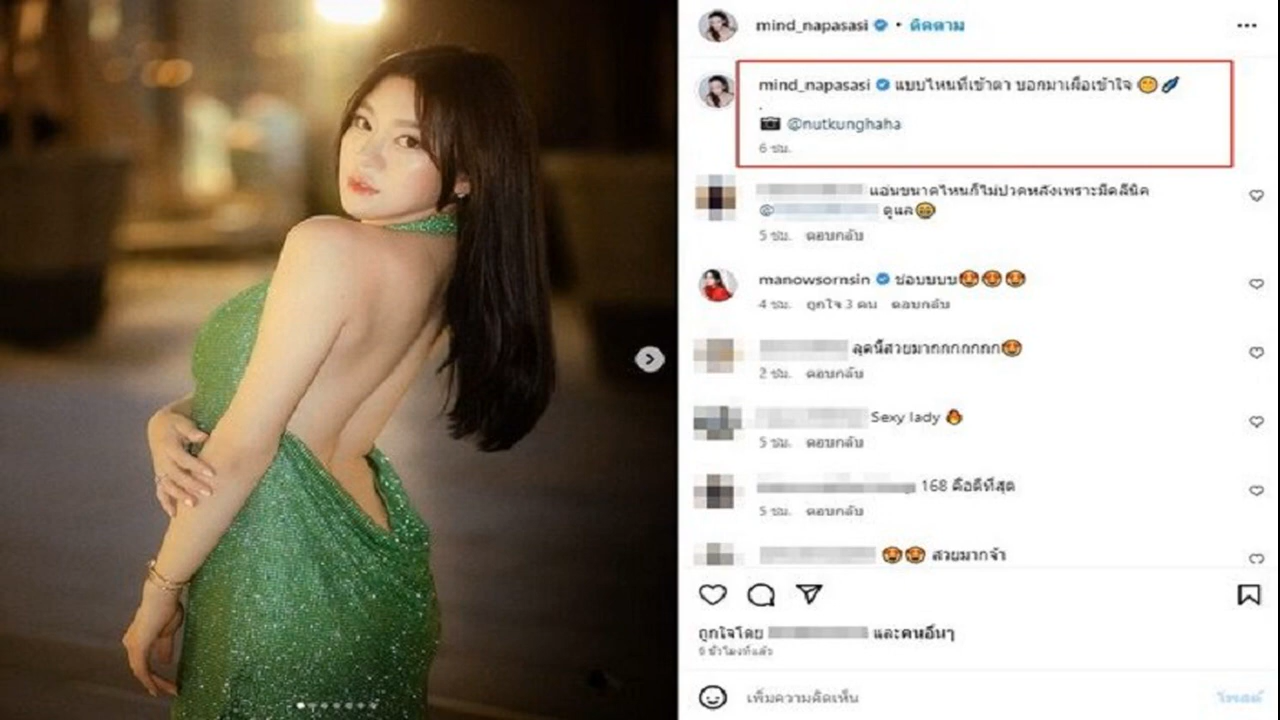 mind_napasasi • ติดตาม
mind_napasasi แบบไหนที่เข้าตา บอกมาเผื่อเข้าใจ
.
@nutkunghaha
6 ชม.
แอ่นขนาดไหนก็ไม่ปวดหลังเพราะมีคลีนิค
@ ดูแล
5 ชม. ตอบกลับ
manowsornsin ชอบบบบ
4 ชม. ถูกใจ 3 คน ตอบกลับ
ลุคนี้สวยมากกกกกกก
2 ชม. ตอบกลับ
Sexy lady
5 ชม. ตอบกลับ
168 คือดีที่สุด
5 ชม. ตอบกลับ
สวยมากจ้า
ถูกใจโดย และคนอื่นๆ
6 ชั่วโมงที่แล้ว
เพิ่มความคิดเห็น
โพสต์